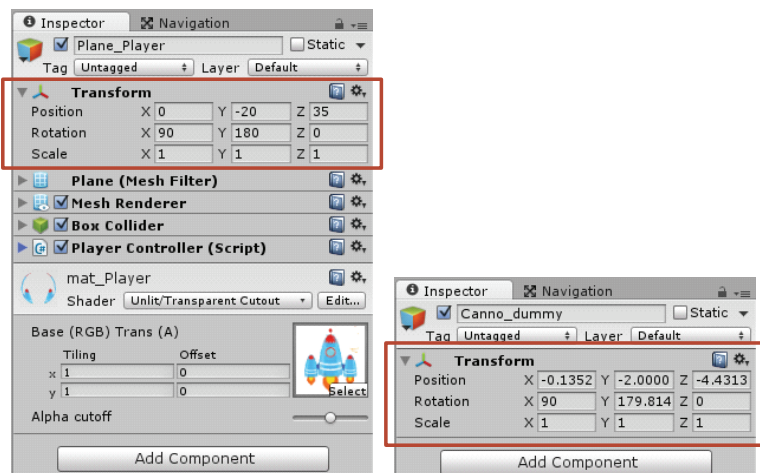 Inspector Navigation
Plane_Player Static
Tag Untagged Layer Default
Transform
Position X 0 Y -20 Z 35
Rotation X 90 Y 180 Z 0
Scale X 1 Y 1 Z 1
Plane (Mesh Filter)
Mesh Renderer
Box Collider
Player Controller (Script)
mat_Player
Shader Unlit/Transparent Cutout Edit...
Base (RGB) Trans (A)
Tiling Offset
x 1 0
y 1 0
Select
Alpha cutoff
Add Component
Inspector Navigation
Canno_dummy Static
Tag Untagged Layer Default
Transform
Position X -0.1352 Y -2.0000 Z -4.4313
Rotation X 90 Y 179.814 Z 0
Scale X 1 Y 1 Z 1
Add Component